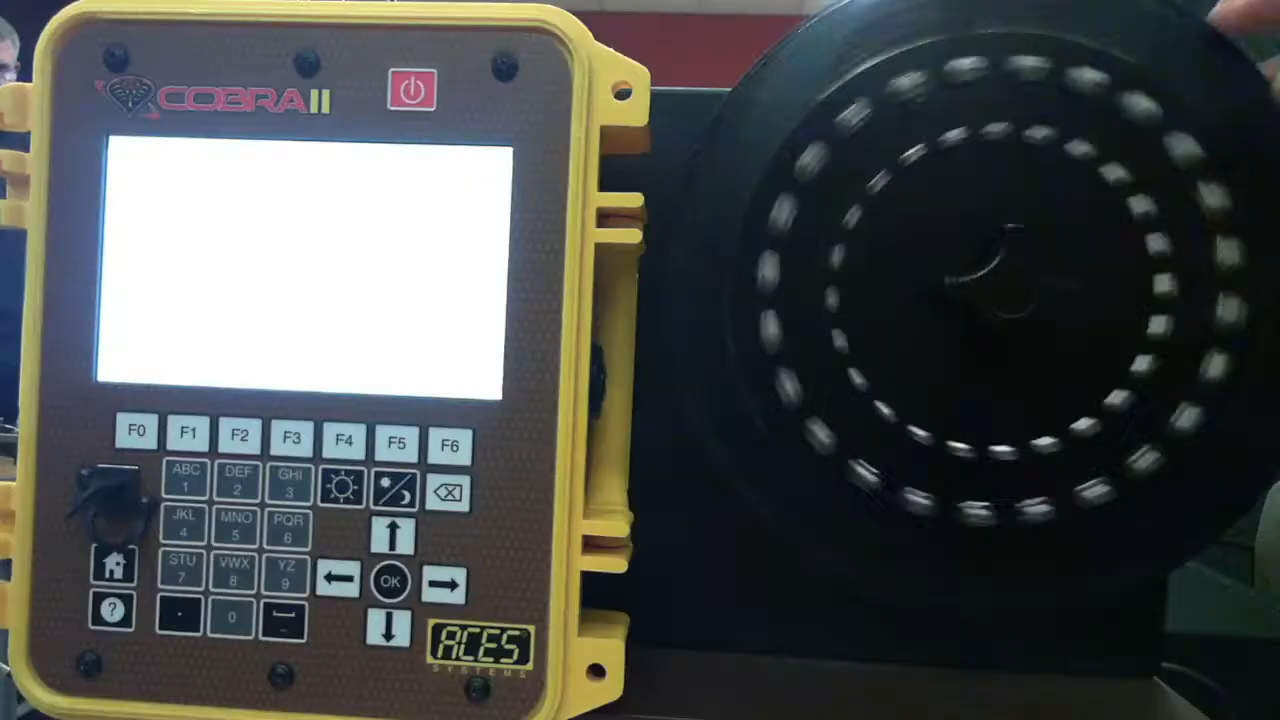 COBRA II
F0 F1 F2 F3 F4 F5 F6
ABC 1 DEF 2 GHI 3
JKL 4 MNO 5 PQR 6
STU 7 VWX 8 YZ 9
OK
? . 0
ACES
SYSTEMS